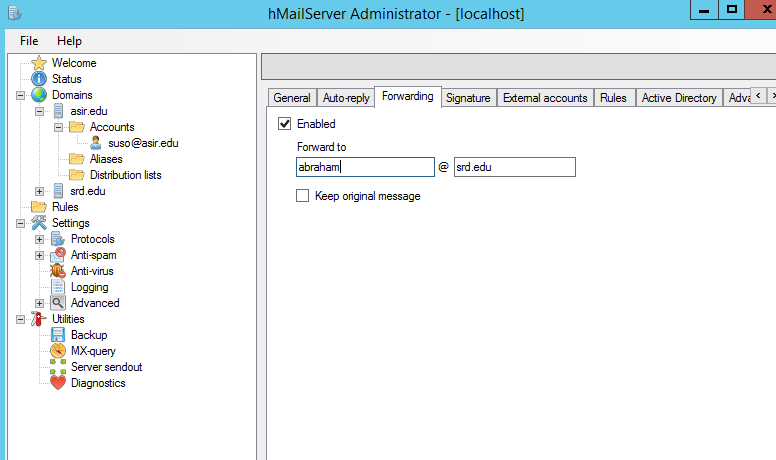 hMailServer Administrator - [localhost]
File Help
Welcome
Status
Domains
asir.edu
Accounts
suso@asir.edu
Aliases
Distribution lists
srd.edu
Rules
Settings
Protocols
Anti-spam
Anti-virus
Logging
Advanced
Utilities
Backup
MX-query
Server sendout
Diagnostics
General Auto-reply Forwarding Signature External accounts Rules Active Directory Adva
Enabled
Forward to
abraham @ srd.edu
Keep original message